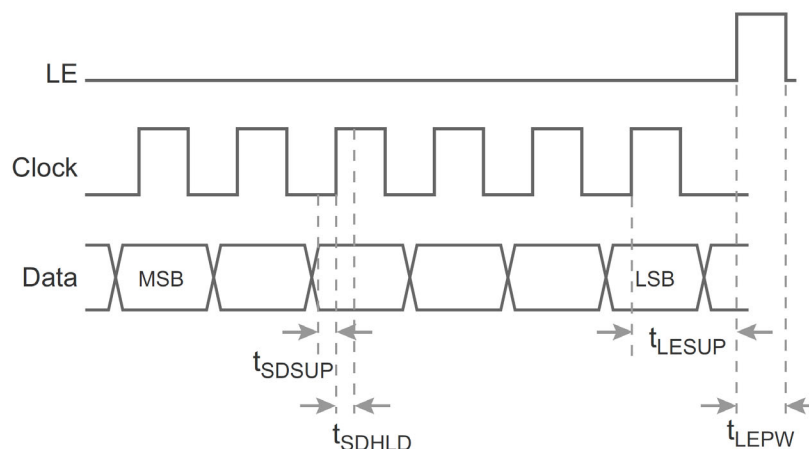 LE
Clock
Data
MSB
LSB
tSDSUP
tLESUP
tSDHLD
tLEPW